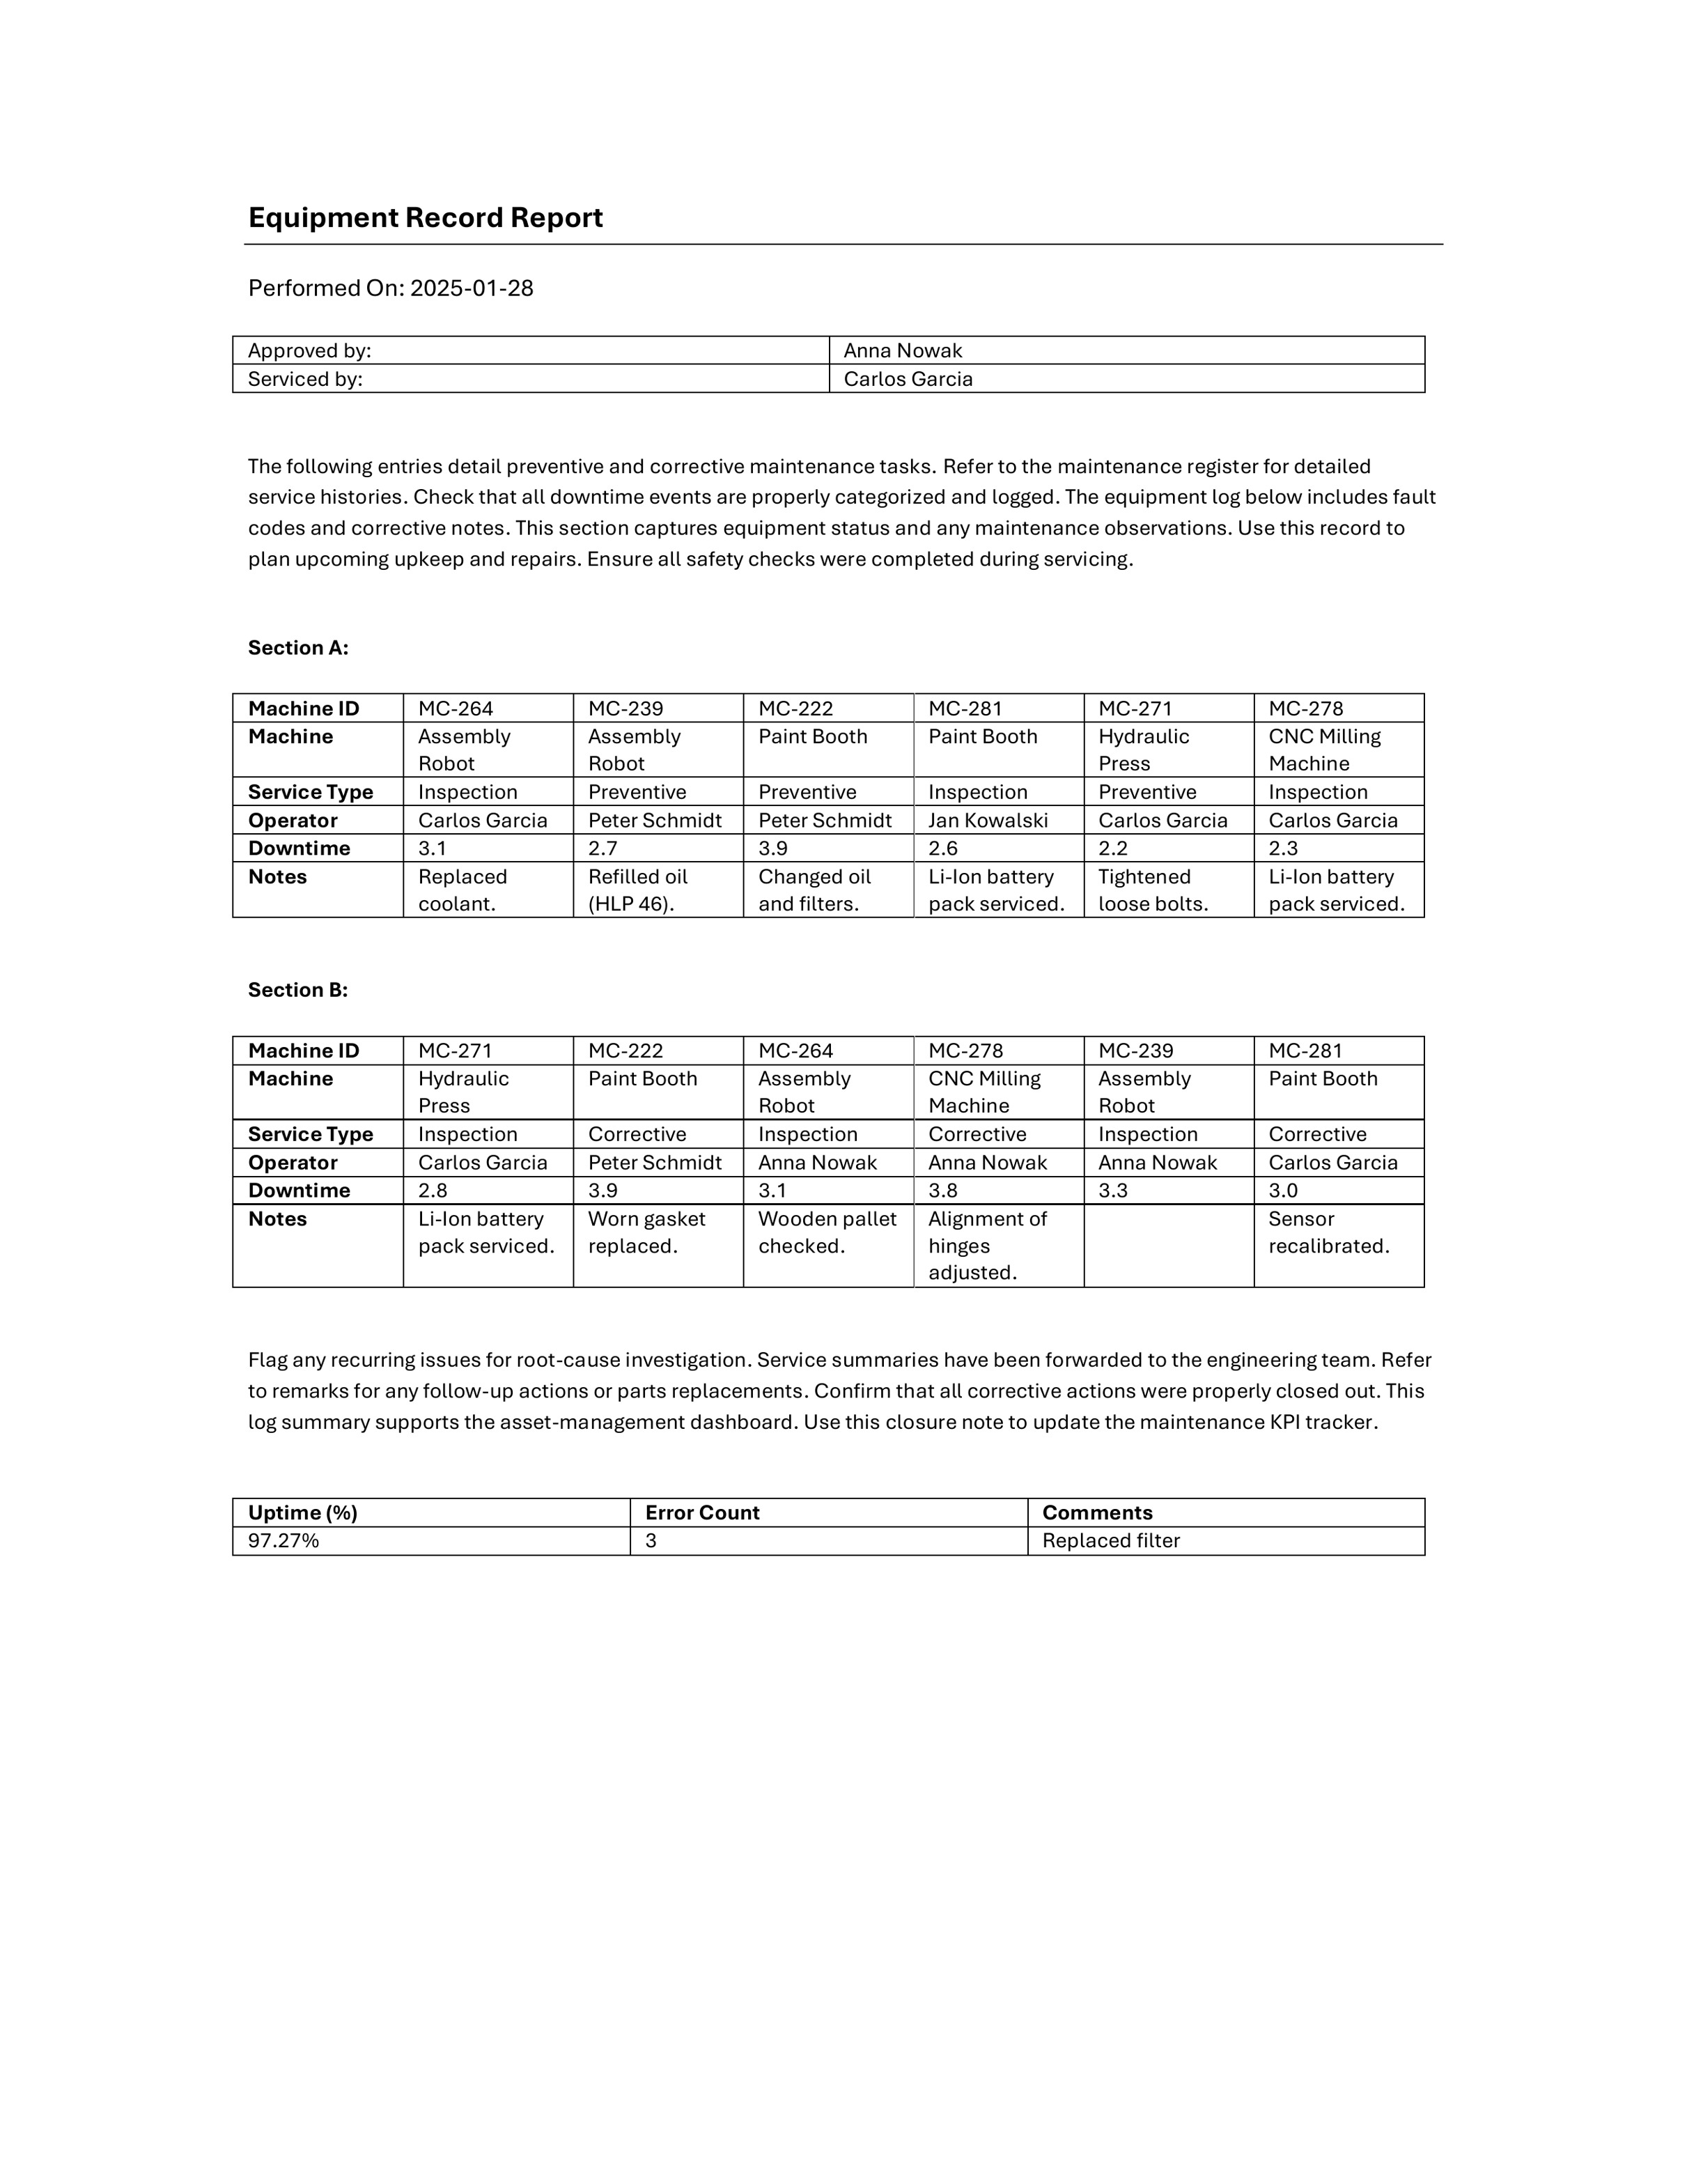 Equipment Record Report
Performed On: 2025-01-28
Approved by: Anna Nowak
Serviced by: Carlos Garcia
The following entries detail preventive and corrective maintenance tasks. Refer to the maintenance register for detailed
service histories. Check that all downtime events are properly categorized and logged. The equipment log below includes fault
codes and corrective notes. This section captures equipment status and any maintenance observations. Use this record to
plan upcoming upkeep and repairs. Ensure all safety checks were completed during servicing.
Section A:
Machine ID MC-264 MC-239 MC-222 MC-281 MC-271 MC-278
Machine Assembly Assembly Paint Booth Paint Booth Hydraulic CNC Milling
Robot Robot Press Machine
Service Type Inspection Preventive Preventive Inspection Preventive Inspection
Operator Carlos Garcia Peter Schmidt Peter Schmidt Jan Kowalski Carlos Garcia Carlos Garcia
Downtime 3.1 2.7 3.9 2.6 2.2 2.3
Notes Replaced Refilled oil Changed oil Li-Ion battery Tightened Li-Ion battery
coolant. (HLP 46). and filters. pack serviced. loose bolts. pack serviced.
Section B:
Machine ID MC-271 MC-222 MC-264 MC-278 MC-239 MC-281
Machine Hydraulic Paint Booth Assembly CNC Milling Assembly Paint Booth
Press Robot Machine Robot
Service Type Inspection Corrective Inspection Corrective Inspection Corrective
Operator Carlos Garcia Peter Schmidt Anna Nowak Anna Nowak Anna Nowak Carlos Garcia
Downtime 2.8 3.9 3.1 3.8 3.3 3.0
Notes Li-Ion battery Worn gasket Wooden pallet Alignment of Sensor
pack serviced. replaced. checked. hinges recalibrated.
adjusted.
Flag any recurring issues for root-cause investigation. Service summaries have been forwarded to the engineering team. Refer
to remarks for any follow-up actions or parts replacements. Confirm that all corrective actions were properly closed out. This
log summary supports the asset-management dashboard. Use this closure note to update the maintenance KPI tracker.
Uptime (%) Error Count Comments
97.27% 3 Replaced filter